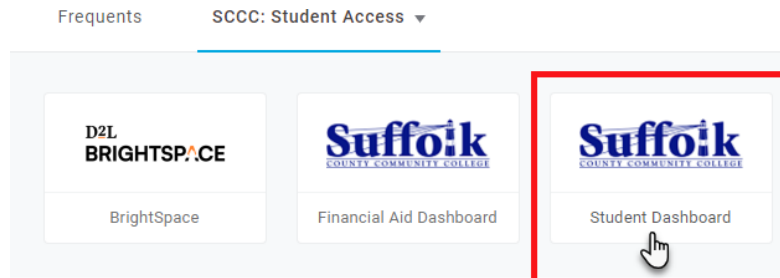 Frequents
SCCC: Student Access
D2L
BRIGHTSPACE
Suffolk
COUNTY COMMUNITY COLLEGE
Suffolk
COUNTY COMMUNITY COLLEGE
BrightSpace
Financial Aid Dashboard
Student Dashboard